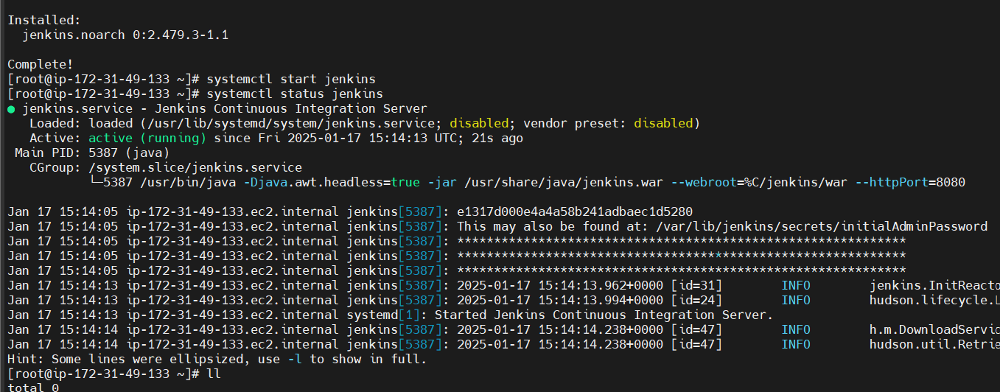 Installed:
  jenkins.noarch 0:2.479.3-1.1
Complete!
[root@ip-172-31-49-133 ~]# systemctl start jenkins
[root@ip-172-31-49-133 ~]# systemctl status jenkins
● jenkins.service - Jenkins Continuous Integration Server
   Loaded: loaded (/usr/lib/systemd/system/jenkins.service; disabled; vendor preset: disabled)
   Active: active (running) since Fri 2025-01-17 15:14:13 UTC; 21s ago
 Main PID: 5387 (java)
   CGroup: /system.slice/jenkins.service
           └─5387 /usr/bin/java -Djava.awt.headless=true -jar /usr/share/java/jenkins.war --webroot=%C/jenkins/war --httpPort=8080
Jan 17 15:14:05 ip-172-31-49-133.ec2.internal jenkins[5387]: e1317d000e4a4a58b241adbaec1d5280
Jan 17 15:14:05 ip-172-31-49-133.ec2.internal jenkins[5387]: This may also be found at: /var/lib/jenkins/secrets/initialAdminPassword
Jan 17 15:14:05 ip-172-31-49-133.ec2.internal jenkins[5387]: *************************************************************
Jan 17 15:14:05 ip-172-31-49-133.ec2.internal jenkins[5387]: *************************************************************
Jan 17 15:14:05 ip-172-31-49-133.ec2.internal jenkins[5387]: *************************************************************
Jan 17 15:14:13 ip-172-31-49-133.ec2.internal jenkins[5387]: 2025-01-17 15:14:13.962+0000 [id=31]        INFO        jenkins.InitReacto
Jan 17 15:14:13 ip-172-31-49-133.ec2.internal jenkins[5387]: 2025-01-17 15:14:13.994+0000 [id=24]        INFO        hudson.lifecycle.L
Jan 17 15:14:13 ip-172-31-49-133.ec2.internal systemd[1]: Started Jenkins Continuous Integration Server.
Jan 17 15:14:14 ip-172-31-49-133.ec2.internal jenkins[5387]: 2025-01-17 15:14:14.238+0000 [id=47]        INFO        h.m.DownloadServic
Jan 17 15:14:14 ip-172-31-49-133.ec2.internal jenkins[5387]: 2025-01-17 15:14:14.238+0000 [id=47]        INFO        hudson.util.Retrie
Hint: Some lines were ellipsized, use -l to show in full.
[root@ip-172-31-49-133 ~]# ll
total 0